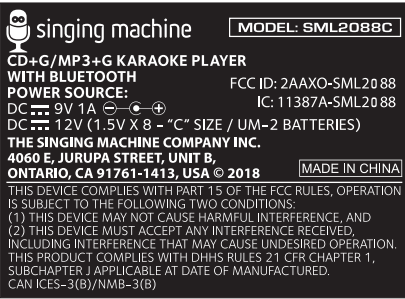 singing machine
MODEL: SML2088C
CD+G/MP3+G KARAOKE PLAYER
WITH BLUETOOTH
POWER SOURCE:
FCC ID: 2AAXO-SML2088
IC: 11387A-SML2088
DC 9V 1A
DC 12V (1.5V X 8 - "C" SIZE / UM-2 BATTERIES)
THE SINGING MACHINE COMPANY INC.
4060 E, JURUPA STREET, UNIT B,
ONTARIO, CA 91761-1413, USA © 2018
MADE IN CHINA
THIS DEVICE COMPLIES WITH PART 15 OF THE FCC RULES, OPERATION
IS SUBJECT TO THE FOLLOWING TWO CONDITIONS:
(1) THIS DEVICE MAY NOT CAUSE HARMFUL INTERFERENCE, AND
(2) THIS DEVICE MUST ACCEPT ANY INTERFERENCE RECEIVED,
INCLUDING INTERFERENCE THAT MAY CAUSE UNDESIRED OPERATION.
THIS PRODUCT COMPLIES WITH DHHS RULES 21 CFR CHAPTER 1,
SUBCHAPTER J APPLICABLE AT DATE OF MANUFACTURED.
CAN ICES-3(B)/NMB-3(B)